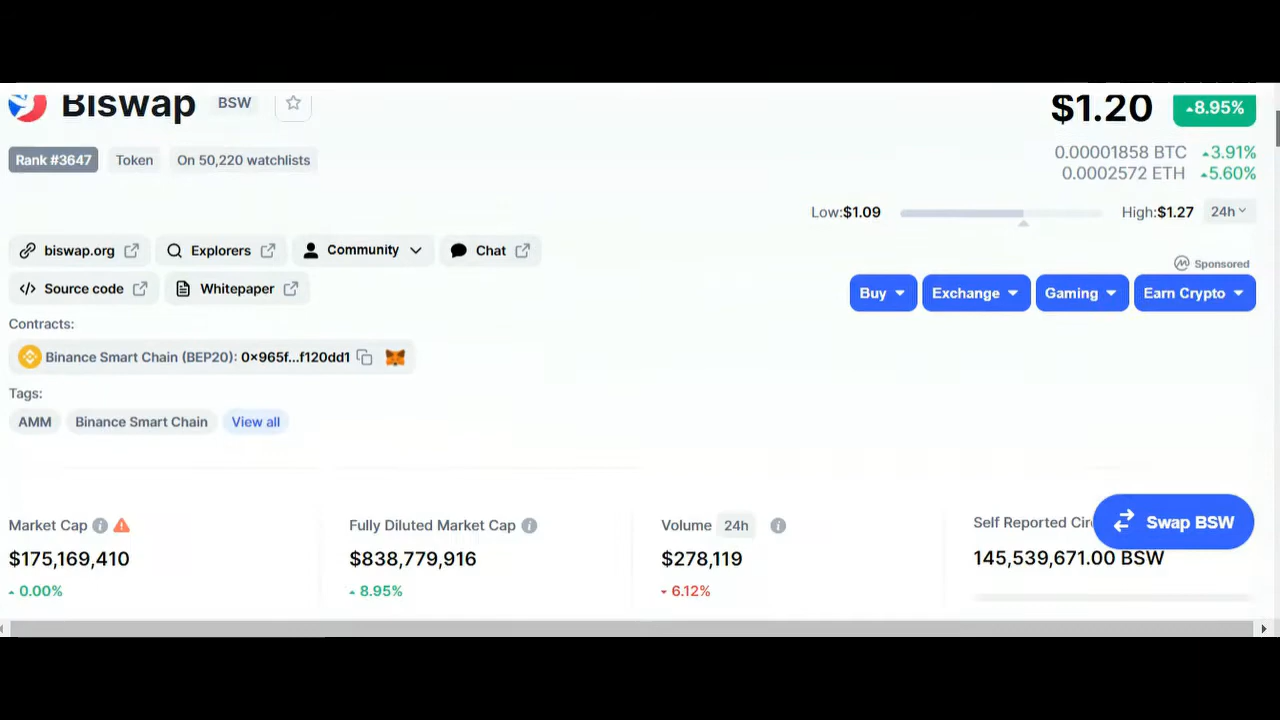 Biswap BSW
$1.20 8.95%
Rank #3647 Token On 50,220 watchlists
0.00001858 BTC 3.91%
0.0002572 ETH 5.60%
Low:$1.09 High:$1.27 24h
biswap.org Explorers Community Chat
Sponsored
Source code Whitepaper
Buy Exchange Gaming Earn Crypto
Contracts:
Binance Smart Chain (BEP20): 0x965f...f120dd1
Tags:
AMM Binance Smart Chain View all
Market Cap Fully Diluted Market Cap Volume 24h Self Reported Circ
Swap BSW
$175,169,410 $838,779,916 $278,119 145,539,671.00 BSW
0.00% 8.95% 6.12%